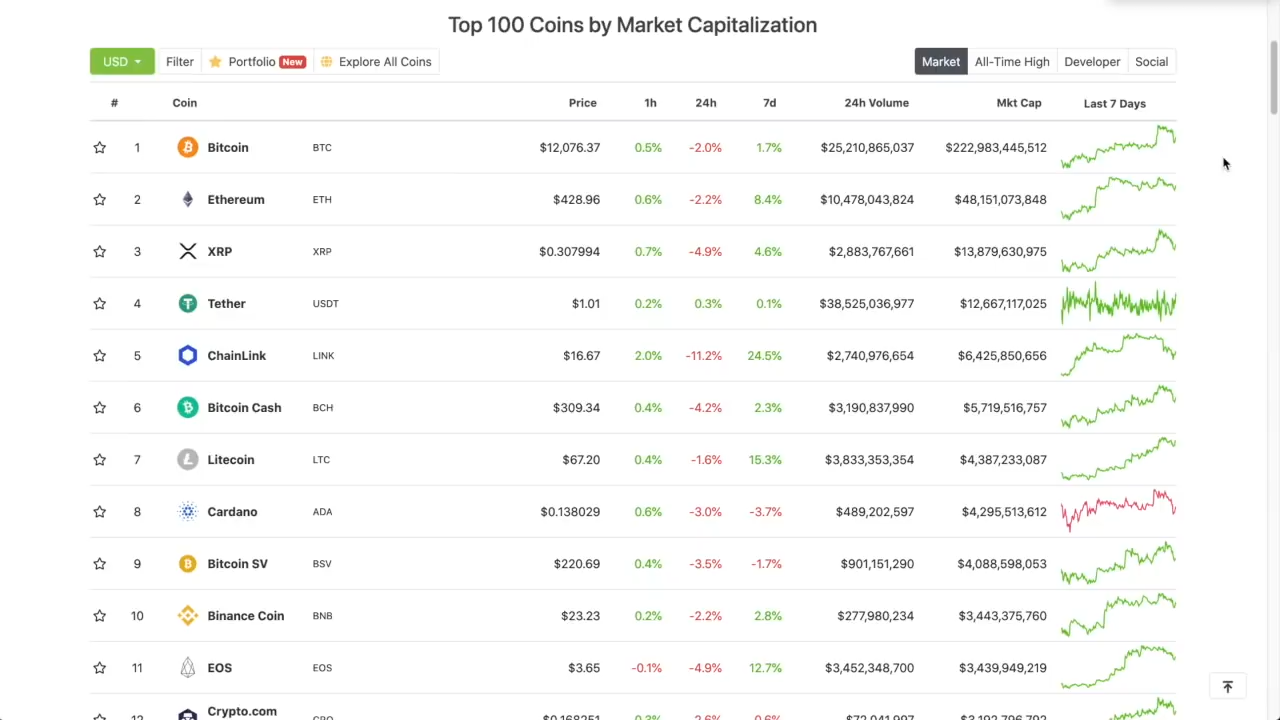 Top 100 Coins by Market Capitalization
USD Filter Portfolio New Explore All Coins Market All-Time High Developer Social
# Coin Price 1h 24h 7d 24h Volume Mkt Cap Last 7 Days
1 Bitcoin BTC $12,076.37 0.5% -2.0% 1.7% $25,210,865,037 $222,983,445,512
2 Ethereum ETH $428.96 0.6% -2.2% 8.4% $10,478,043,824 $48,151,073,848
3 XRP XRP $0.307994 0.7% -4.9% 4.6% $2,883,767,661 $13,879,630,975
4 Tether USDT $1.01 0.2% 0.3% 0.1% $38,525,036,977 $12,667,117,025
5 ChainLink LINK $16.67 2.0% -11.2% 24.5% $2,740,976,654 $6,425,850,656
6 Bitcoin Cash BCH $309.34 0.4% -4.2% 2.3% $3,190,837,990 $5,719,516,757
7 Litecoin LTC $67.20 0.4% -1.6% 15.3% $3,833,353,354 $4,387,233,087
8 Cardano ADA $0.138029 0.6% -3.0% -3.7% $489,202,597 $4,295,513,612
9 Bitcoin SV BSV $220.69 0.4% -3.5% -1.7% $901,151,290 $4,088,598,053
10 Binance Coin BNB $23.23 0.2% -2.2% 2.8% $277,980,234 $3,443,375,760
11 EOS EOS $3.65 -0.1% -4.9% 12.7% $3,452,348,700 $3,439,949,219
Crypto.com